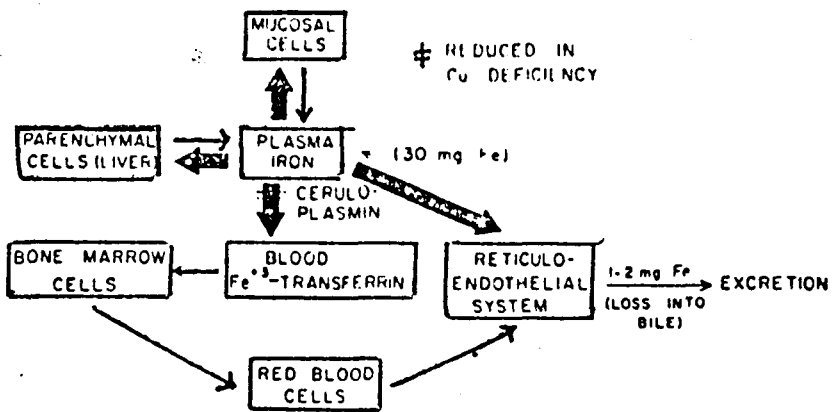 MUCOSAL
CELLS
‡ REDUCED IN
Cu DEFICIENCY
PARENCHYMAL
CELLS (LIVER)
PLASMA
IRON
(30 mg Fe)
‡ CERULO-
PLASMIN
BONE MARROW
CELLS
BLOOD
Fe+3-TRANSFERRIN
RETICULO-
ENDOTHELIAL
SYSTEM
1-2 mg Fe
(LOSS INTO
BILE)
EXCRETION
RED BLOOD
CELLS